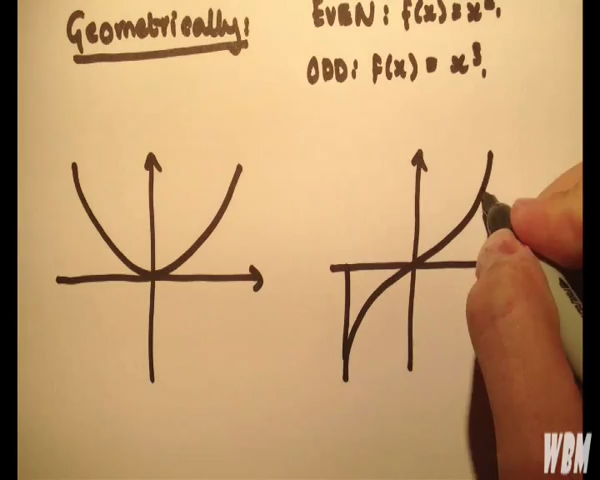 Geometrically:
EVEN: f(x) = x².
ODD: f(x) = x³.
WBM